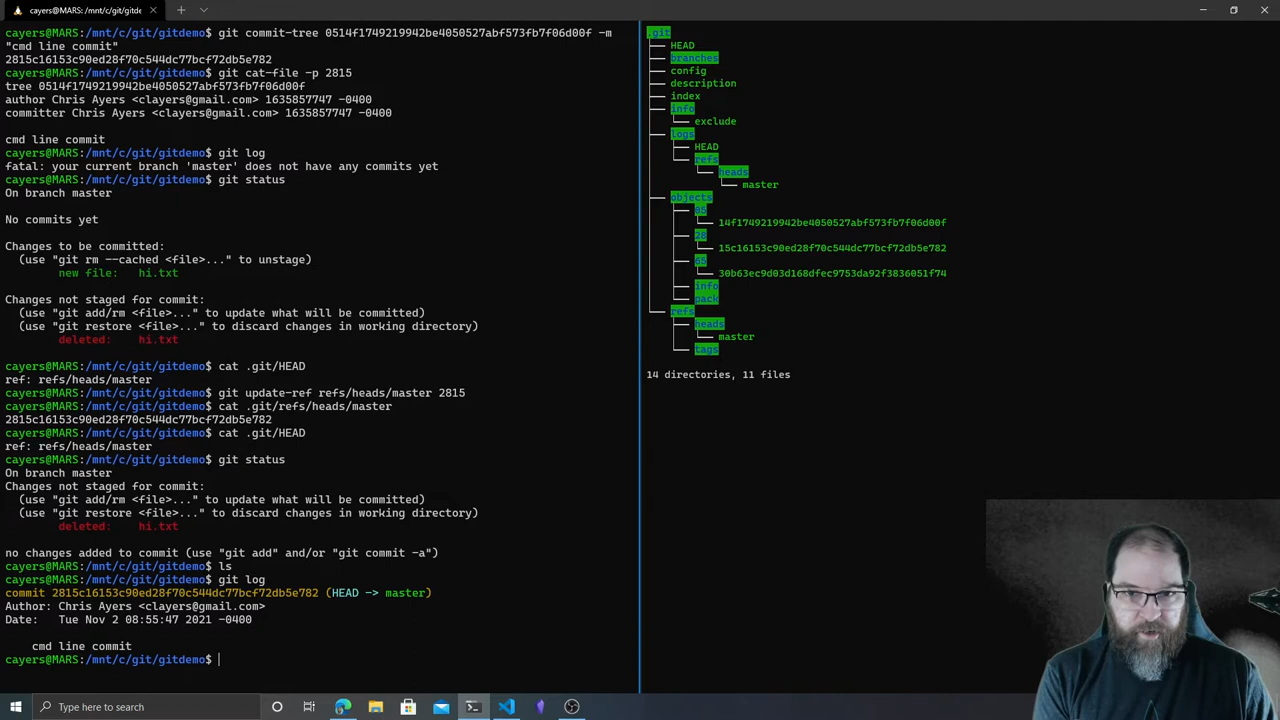 cayers@MARS: /mnt/c/git/gitde
cayers@MARS:/mnt/c/git/gitdemo$ git commit-tree 0514f1749219942be4050527abf573fb7f06d00f -m
"cmd line commit"
2815c16153c90ed28f70c544dc77bcf72db5e782
cayers@MARS:/mnt/c/git/gitdemo$ git cat-file -p 2815
tree 0514f1749219942be4050527abf573fb7f06d00f
author Chris Ayers <clayers@gmail.com> 1635857747 -0400
committer Chris Ayers <clayers@gmail.com> 1635857747 -0400
cmd line commit
cayers@MARS:/mnt/c/git/gitdemo$ git log
fatal: your current branch 'master' does not have any commits yet
cayers@MARS:/mnt/c/git/gitdemo$ git status
On branch master
No commits yet
Changes to be committed:
(use "git rm --cached <file>..." to unstage)
new file: hi.txt
Changes not staged for commit:
(use "git add/rm <file>..." to update what will be committed)
(use "git restore <file>..." to discard changes in working directory)
deleted: hi.txt
cayers@MARS:/mnt/c/git/gitdemo$ cat .git/HEAD
ref: refs/heads/master
cayers@MARS:/mnt/c/git/gitdemo$ git update-ref refs/heads/master 2815
cayers@MARS:/mnt/c/git/gitdemo$ cat .git/refs/heads/master
2815c16153c90ed28f70c544dc77bcf72db5e782
cayers@MARS:/mnt/c/git/gitdemo$ cat .git/HEAD
ref: refs/heads/master
cayers@MARS:/mnt/c/git/gitdemo$ git status
On branch master
Changes not staged for commit:
(use "git add/rm <file>..." to update what will be committed)
(use "git restore <file>..." to discard changes in working directory)
deleted: hi.txt
no changes added to commit (use "git add" and/or "git commit -a")
cayers@MARS:/mnt/c/git/gitdemo$ ls
cayers@MARS:/mnt/c/git/gitdemo$ git log
commit 2815c16153c90ed28f70c544dc77bcf72db5e782 (HEAD -> master)
Author: Chris Ayers <clayers@gmail.com>
Date: Tue Nov 2 08:55:47 2021 -0400
cmd line commit
cayers@MARS:/mnt/c/git/gitdemo$
.git
HEAD
branches
config
description
index
info
exclude
logs
HEAD
refs
heads
master
objects
05
14f1749219942be4050527abf573fb7f06d00f
28
15c16153c90ed28f70c544dc77bcf72db5e782
65
30b63ec9d03d168dfec9753da92f3836051f74
info
pack
refs
heads
master
tags
14 directories, 11 files
Type here to search